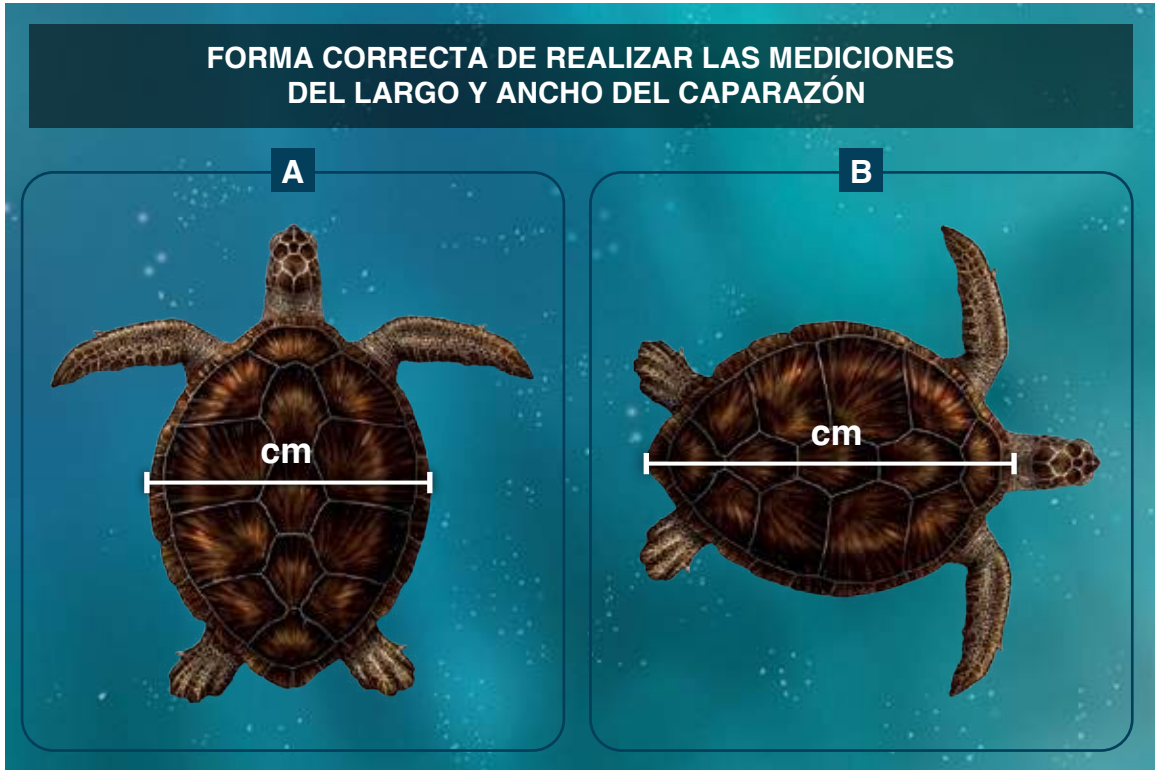 FORMA CORRECTA DE REALIZAR LAS MEDICIONES
DEL LARGO Y ANCHO DEL CAPARAZÓN
A
B
cm
cm